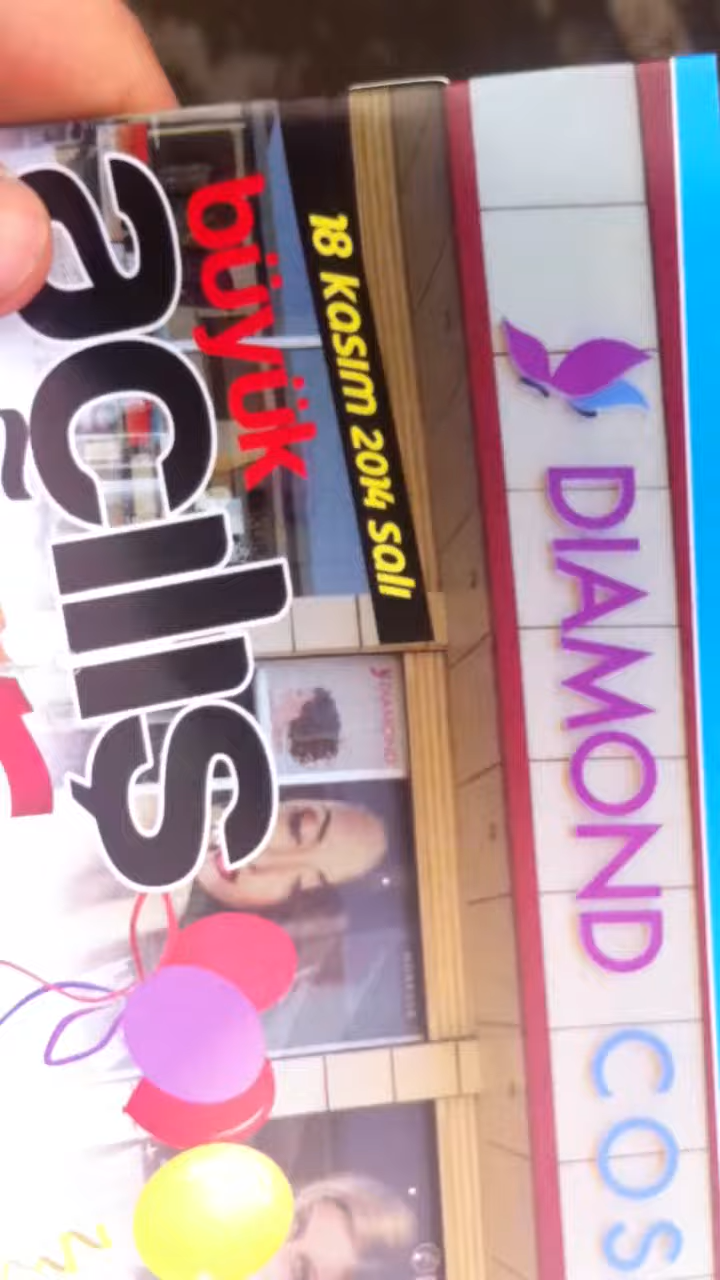 DIAMOND COS
18 Kasım 2014 Salı
büyük
açılış
DIAMOND